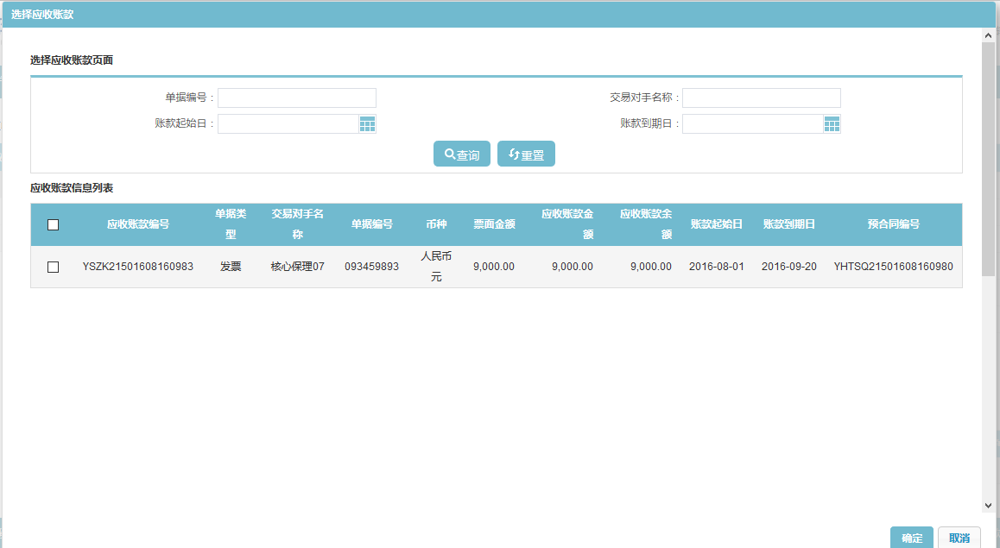 选择应收账款
选择应收账款页面
单据编号： 交易对手名称：
账款起始日： 账款到期日：
查询 重置
应收账款信息列表
应收账款编号 单据类型 交易对手名称 单据编号 币种 票面金额 应收账款金额 应收账款余额 账款起始日 账款到期日 预合同编号
YSZK21501608160983 发票 核心保理07 093459893 人民币元 9,000.00 9,000.00 9,000.00 2016-08-01 2016-09-20 YHTSQ21501608160980
确定 取消